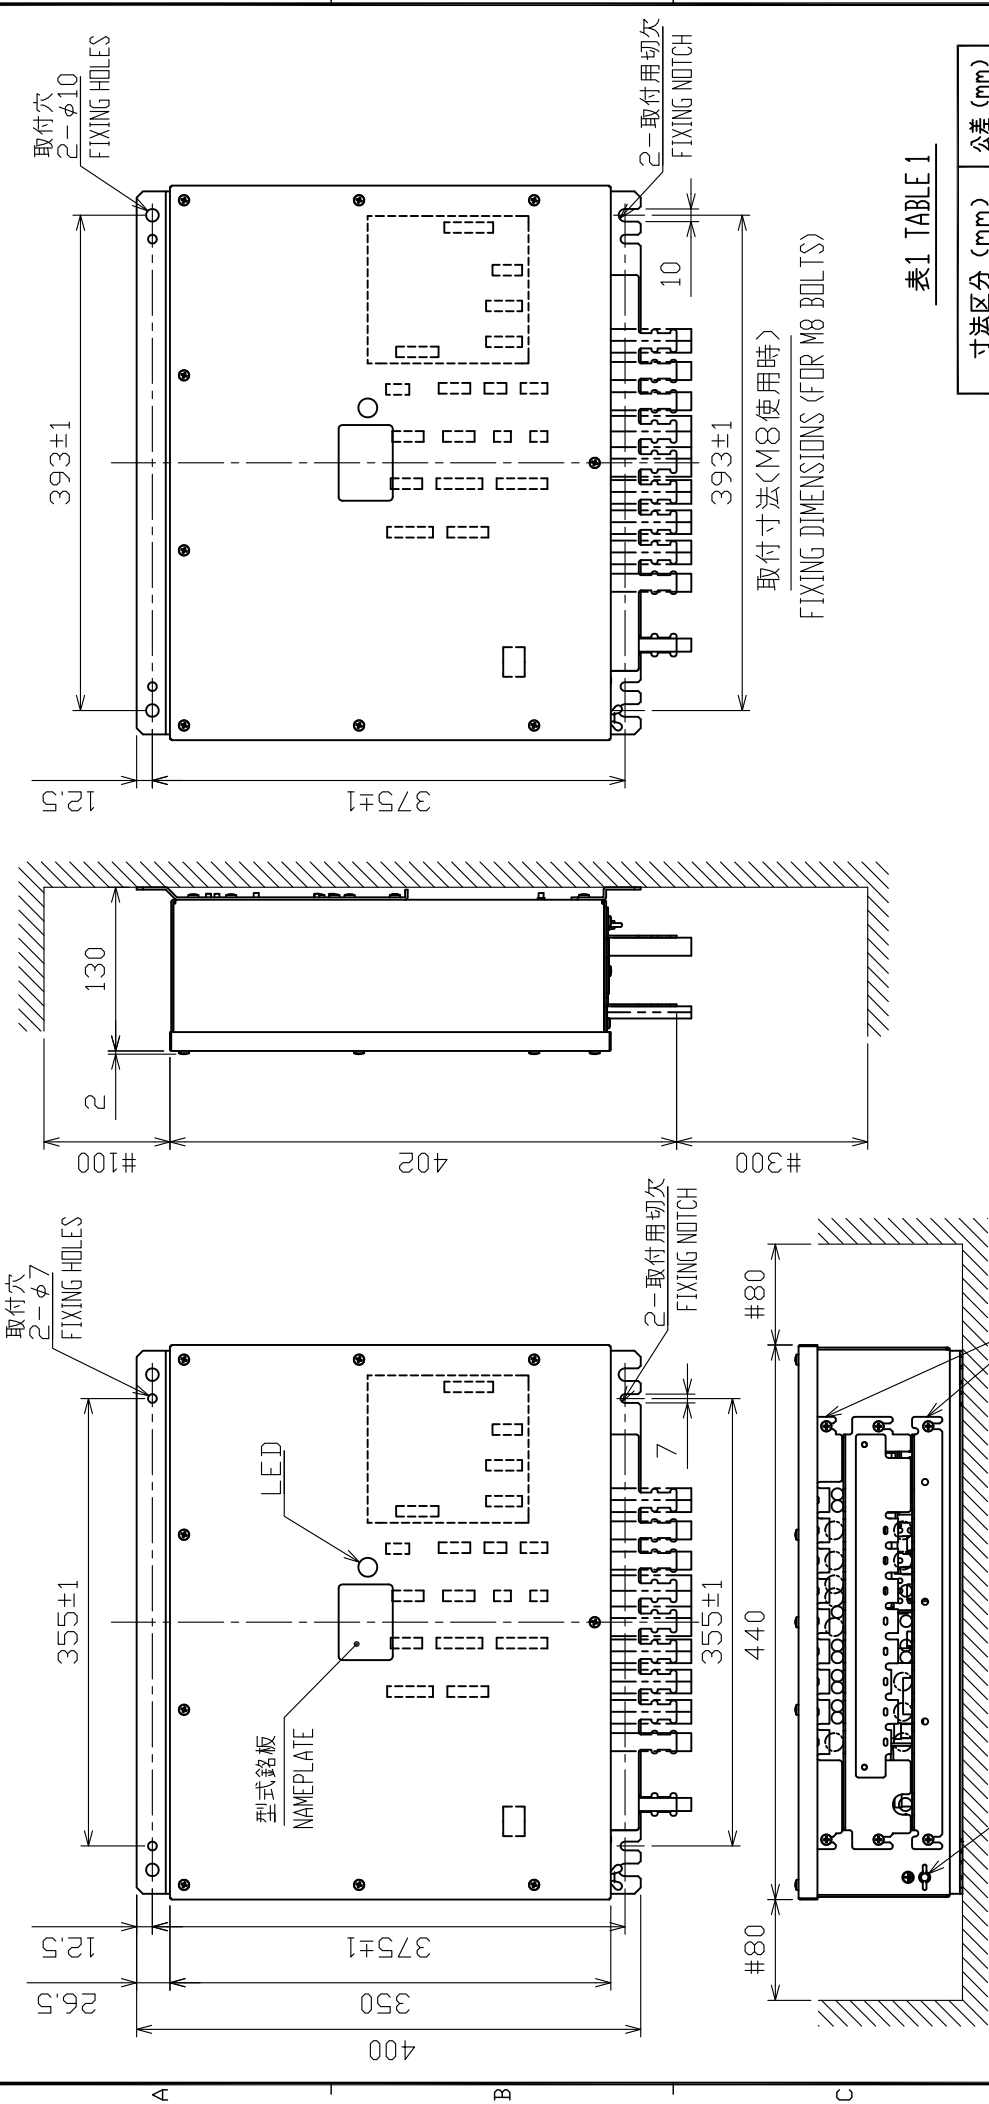 取付穴
2-φ7
FIXING HOLES
355±1
LED
型式銘板
NAMEPLATE
12.5
26.5
375±1
350
400
2-取付用切欠
FIXING NOTCH
7
355±1
440
#80
#80
130
2
#100
402
#300
取付穴
2-φ10
FIXING HOLES
393±1
12.5
375±1
2-取付用切欠
FIXING NOTCH
10
393±1
取付寸法(M8使用時)
FIXING DIMENSIONS (FOR M8 BOLTS)
表1 TABLE 1
寸法区分 (mm) 公差 (mm)
A
B
C